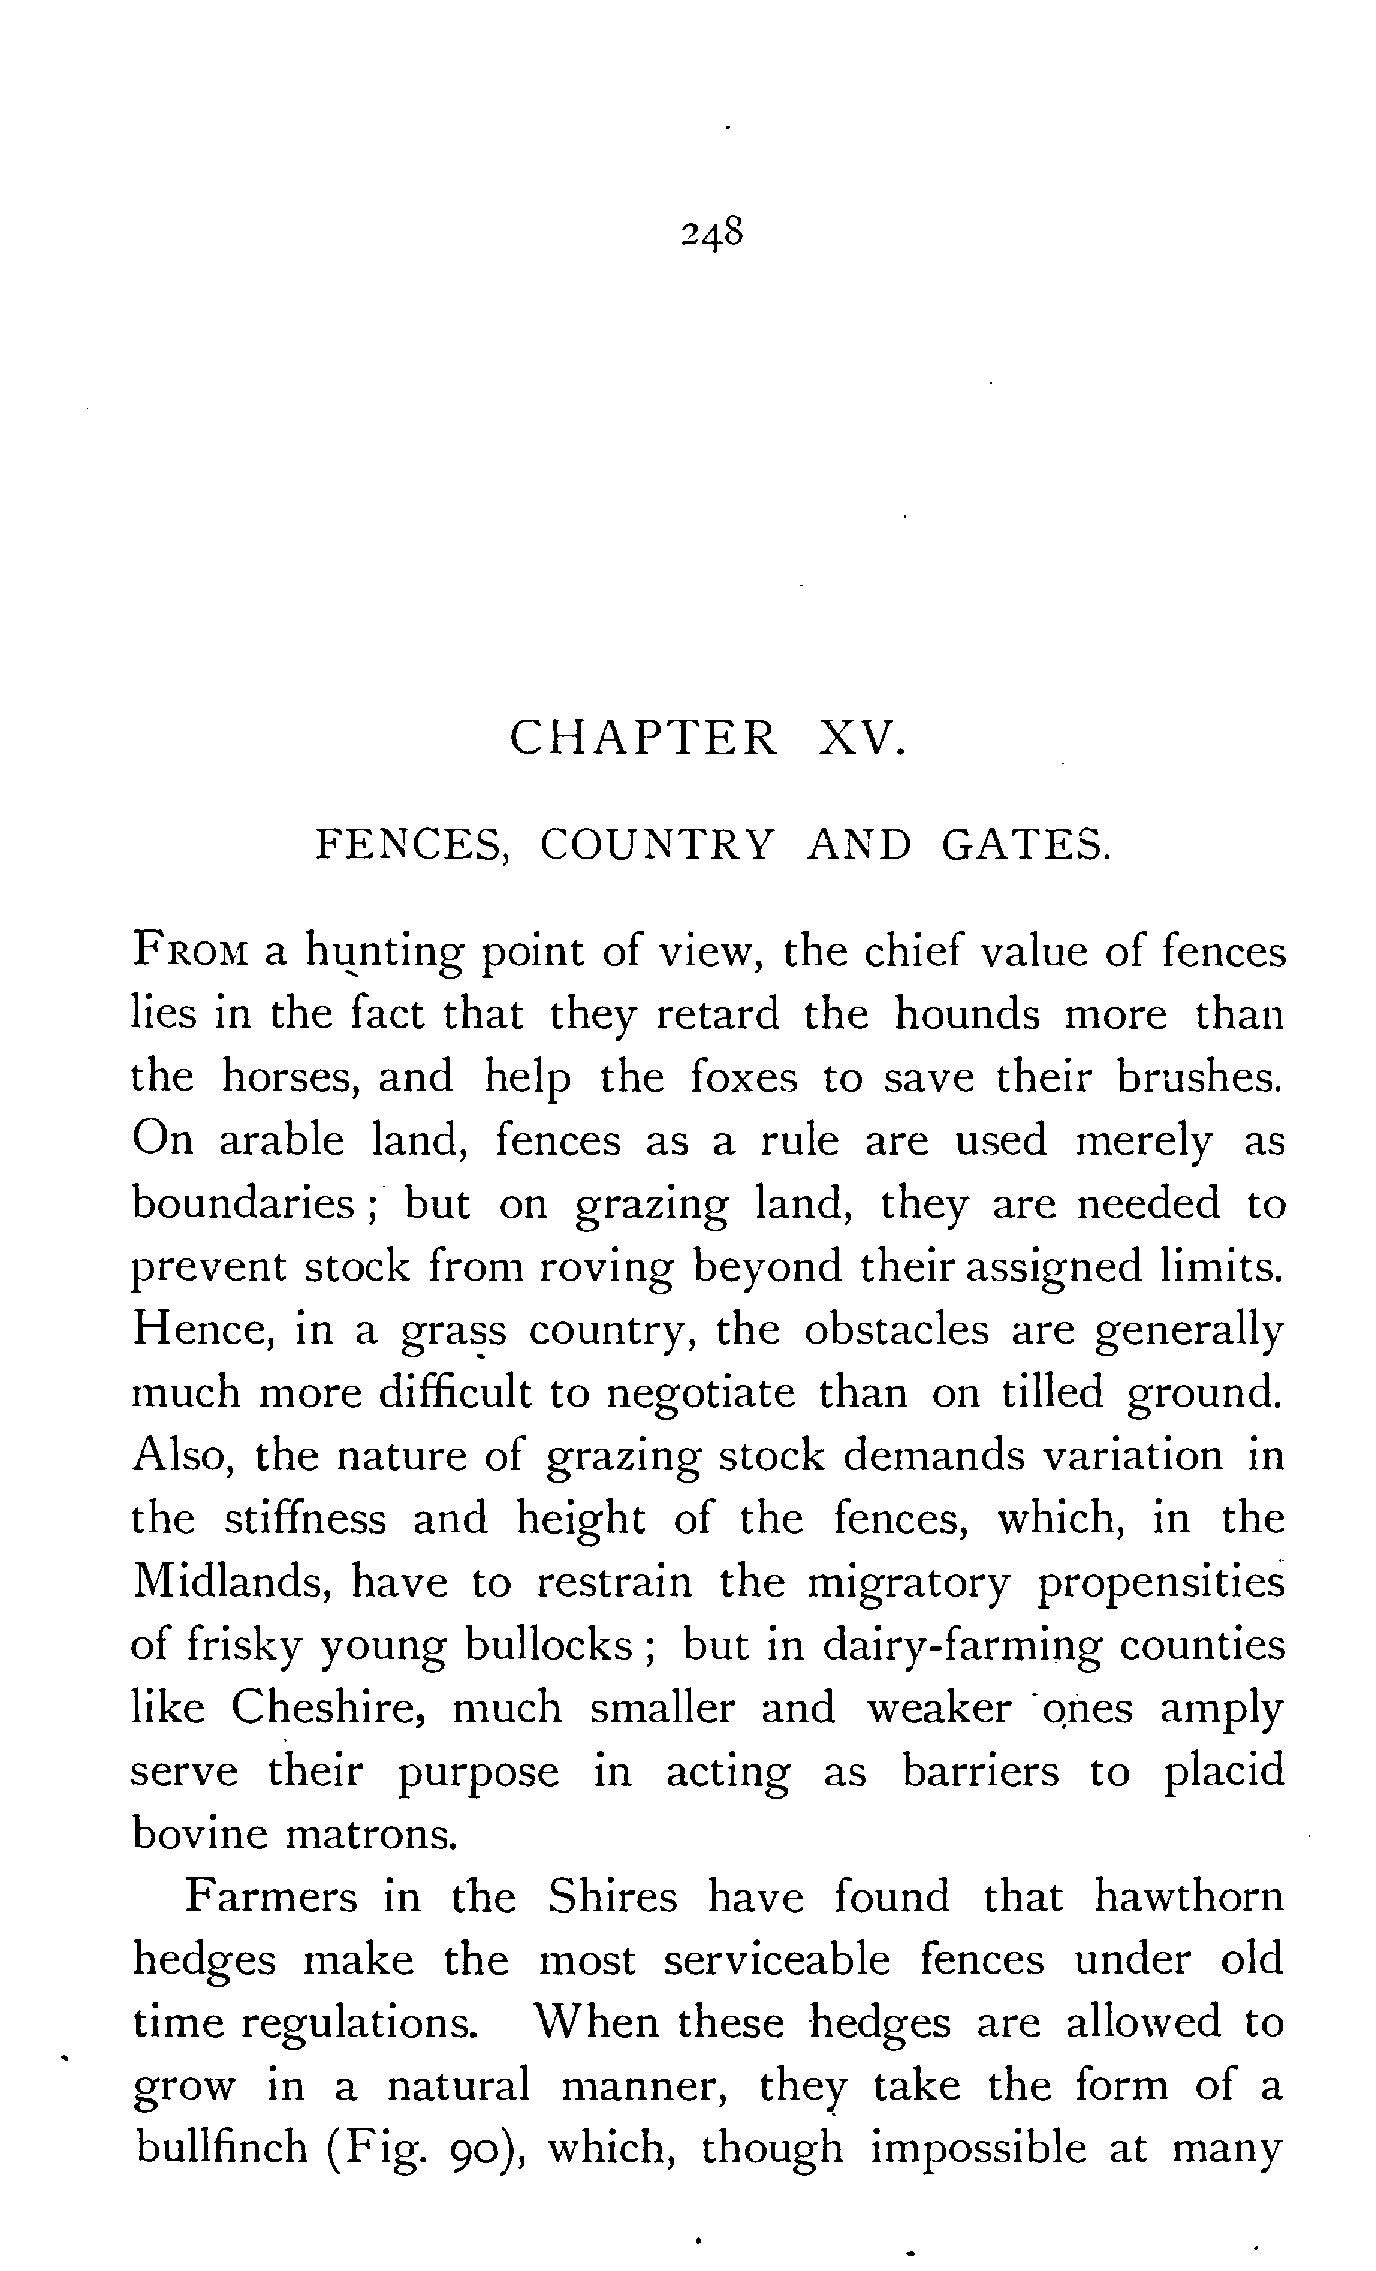 248
CHAPTER XV.
FENCES, COUNTRY AND GATES.
FROM a hunting point of view, the chief value of fences
lies in the fact that they retard the hounds more than
the horses, and help the foxes to save their brushes.
On arable land, fences as a rule are used merely as
boundaries ; but on grazing land, they are needed to
prevent stock from roving beyond their assigned limits.
Hence, in a grass country, the obstacles are generally
much more difficult to negotiate than on tilled ground.
Also, the nature of grazing stock demands variation in
the stiffness and height of the fences, which, in the
Midlands, have to restrain the migratory propensities
of frisky young bullocks ; but in dairy-farming counties
like Cheshire, much smaller and weaker ones amply
serve their purpose in acting as barriers to placid
bovine matrons.
Farmers in the Shires have found that hawthorn
hedges make the most serviceable fences under old
time regulations. When these hedges are allowed to
grow in a natural manner, they take the form of a
bullfinch (Fig. 90), which, though impossible at many